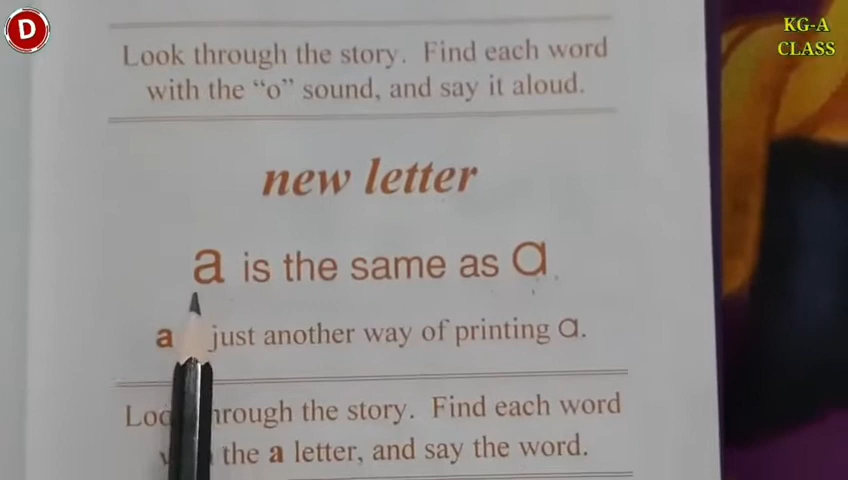 D
KG-A
CLASS
Look through the story. Find each word
with the “o” sound, and say it aloud.
new letter
a is the same as ɑ.
a just another way of printing ɑ.
through the story. Find each word
the a letter, and say the word.